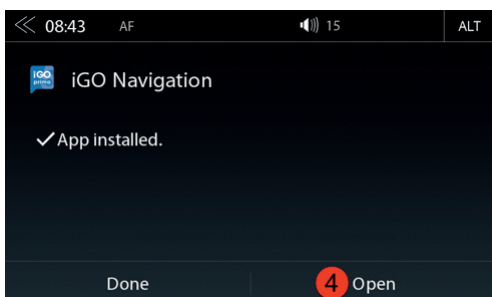 08:43 AF 15 ALT
iGO primo iGO Navigation
App installed.
Done 4 Open